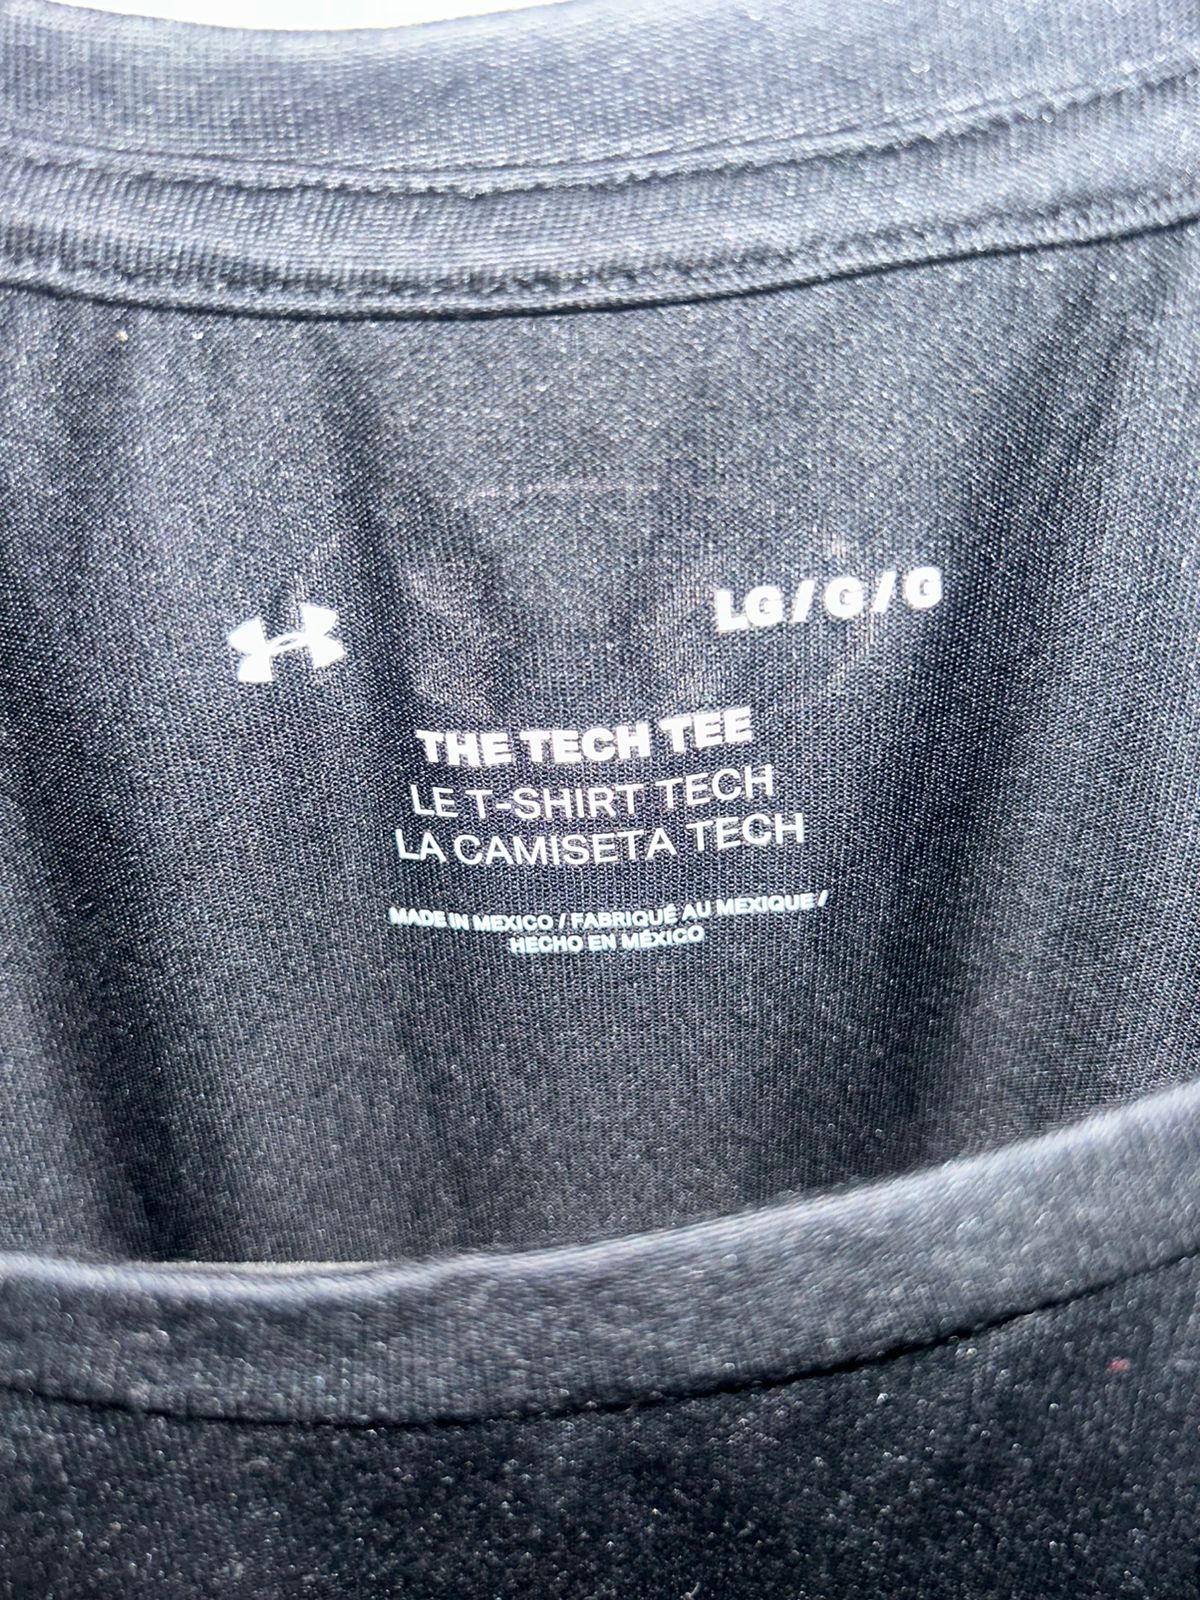 LG/G/G
THE TECH TEE
LE T-SHIRT TECH
LA CAMISETA TECH
MADE IN MEXICO / FABRIQUÉ AU MEXIQUE /
HECHO EN MÉXICO